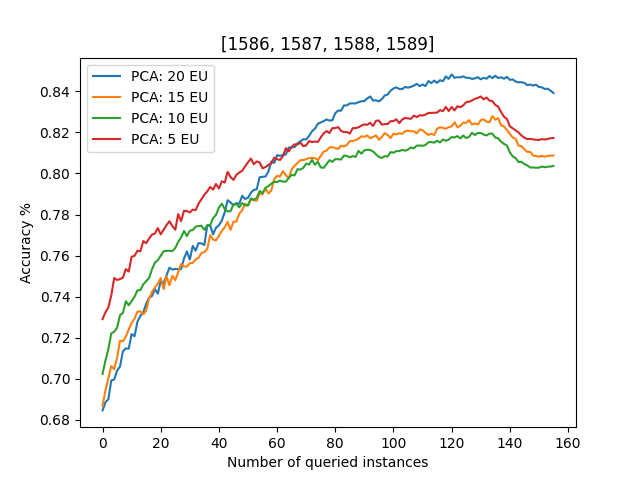 [1586, 1587, 1588, 1589]
PCA: 20 EU
PCA: 15 EU
PCA: 10 EU
PCA: 5 EU
Accuracy %
0.84
0.82
0.80
0.78
0.76
0.74
0.72
0.70
0.68
0 20 40 60 80 100 120 140 160
Number of queried instances